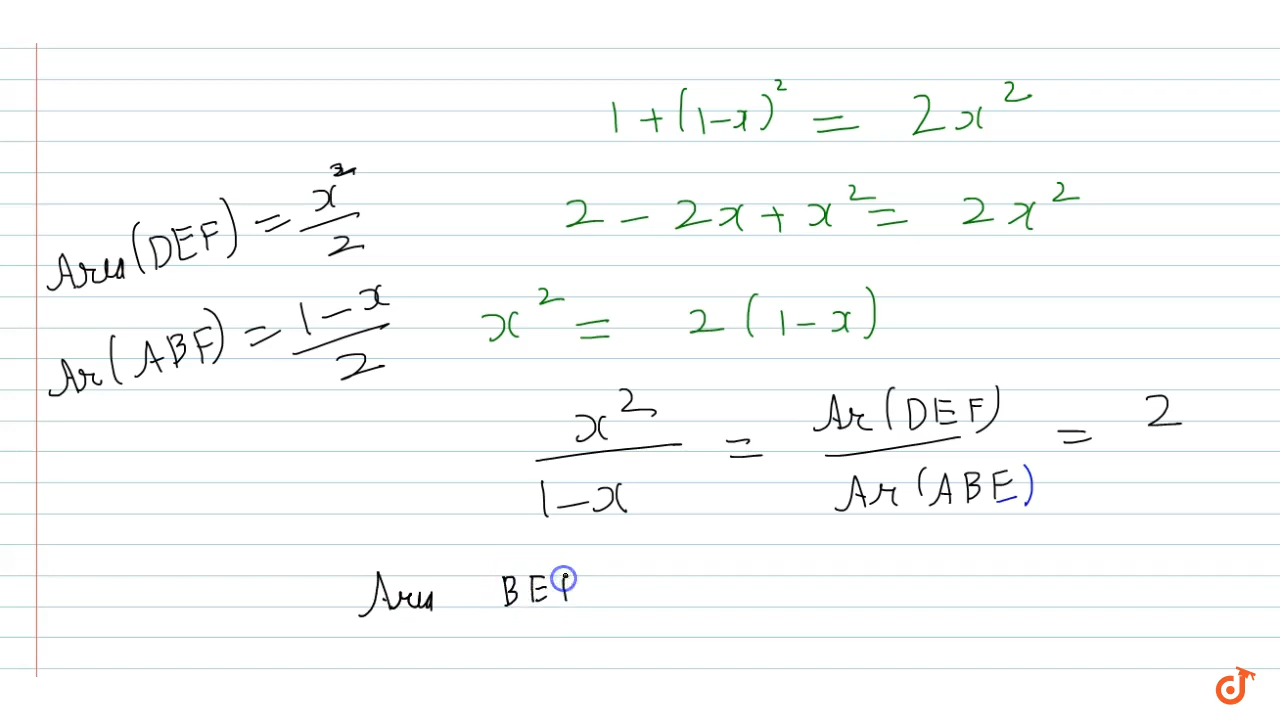 1 + (1-x)² = 2x²
2 - 2x + x² = 2x²
Area(DEF) = x²/2
x² = 2(1-x)
Ar(ABF) = (1-x)/2
x²/(1-x) = Ar(DEF)/Ar(ABE) = 2
Area BEF